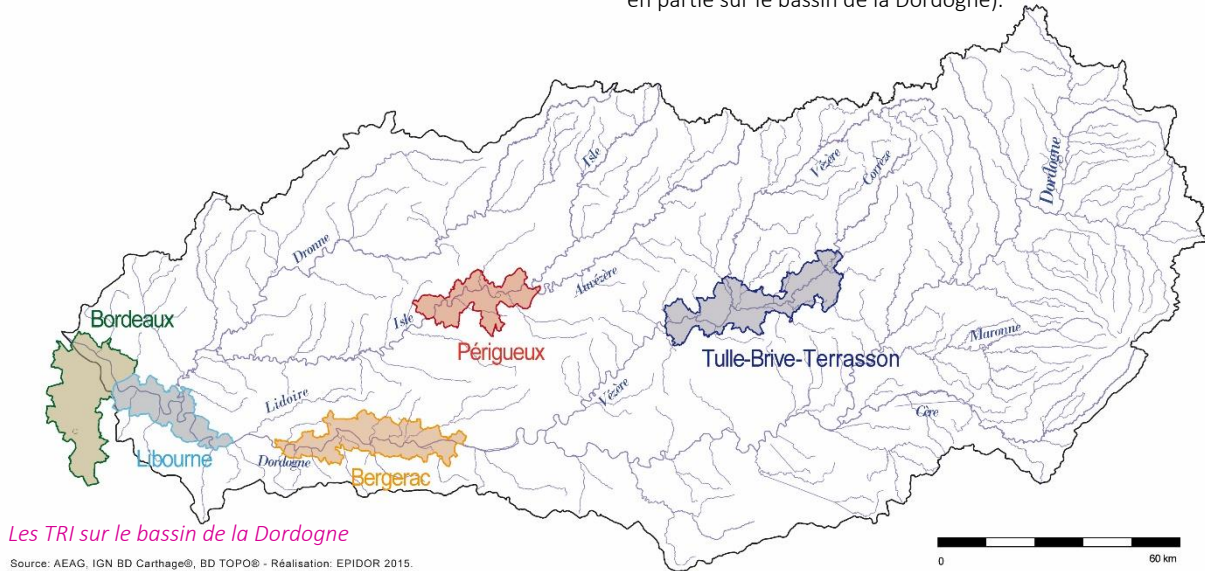 en partie sur le bassin de la Dordogne).
Isle
Vézère
Corrèze
Dordogne
Dronne
Auvézère
Bordeaux
Isle
Périgueux
Tulle-Brive-Terrasson
Maronne
Vézère
Lidoire
Cère
Libourne
Dordogne
Bergerac
Les TRI sur le bassin de la Dordogne
0
60 km
Source: AEAG, IGN BD Carthage®, BD TOPO® - Réalisation: EPIDOR 2015.